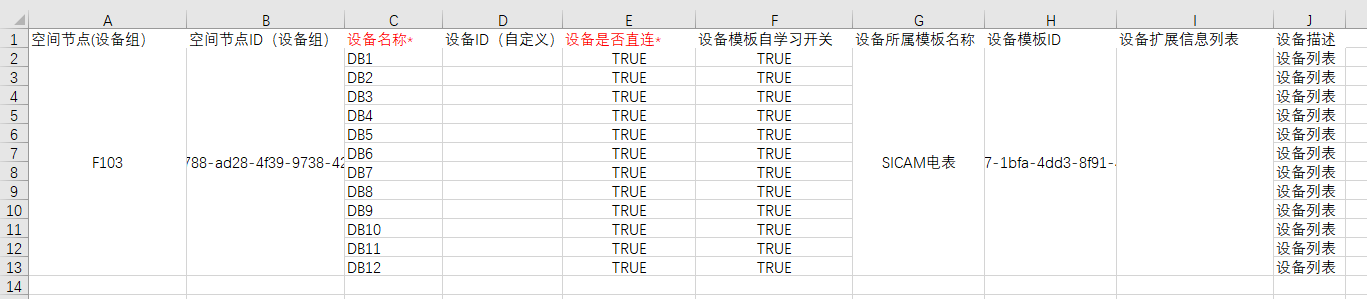 A B C D E F G H I J
1 空间节点(设备组） 空间节点ID（设备组） 设备名称* 设备ID（自定义） 设备是否直连* 设备模板自学习开关 设备所属模板名称 设备模板ID 设备扩展信息列表 设备描述
2 DB1 TRUE TRUE 设备列表
3 DB2 TRUE TRUE 设备列表
4 DB3 TRUE TRUE 设备列表
5 DB4 TRUE TRUE 设备列表
6 DB5 TRUE TRUE 设备列表
7 DB6 TRUE TRUE 设备列表
F103 788-ad28-4f39-9738-42 SICAM电表 7-1bfa-4dd3-8f91-
8 DB7 TRUE TRUE 设备列表
9 DB8 TRUE TRUE 设备列表
10 DB9 TRUE TRUE 设备列表
11 DB10 TRUE TRUE 设备列表
12 DB11 TRUE TRUE 设备列表
13 DB12 TRUE TRUE 设备列表
14